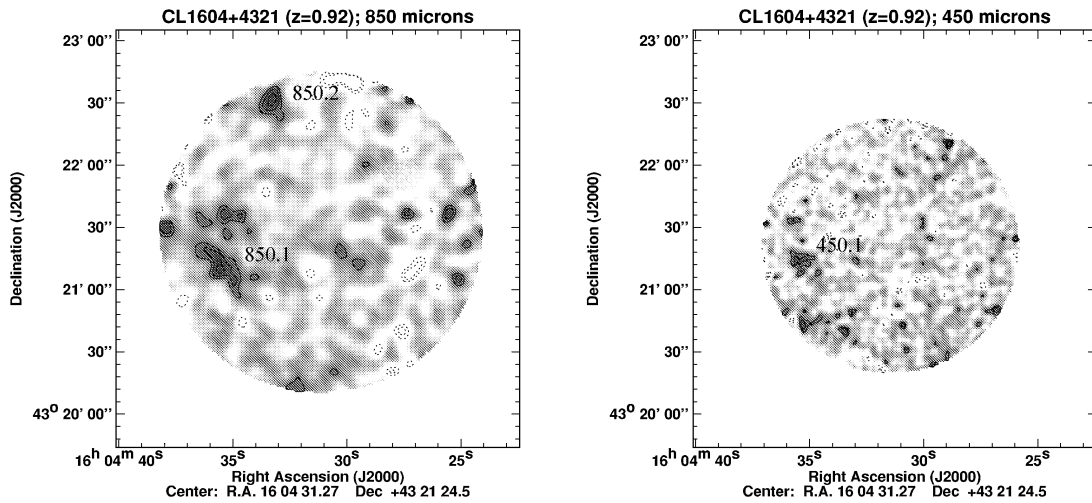 CL1604+4321 (z=0.92); 850 microns
23' 00''
30''
22' 00''
30''
21' 00''
30''
43° 20' 00''
850.2
850.1
Declination (J2000)
16h 04m 40s 35s 30s 25s
Right Ascension (J2000)
Center: R.A. 16 04 31.27 Dec +43 21 24.5
CL1604+4321 (z=0.92); 450 microns
23' 00''
30''
22' 00''
30''
21' 00''
30''
43° 20' 00''
450.1
Declination (J2000)
16h 04m 40s 35s 30s 25s
Right Ascension (J2000)
Center: R.A. 16 04 31.27 Dec +43 21 24.5